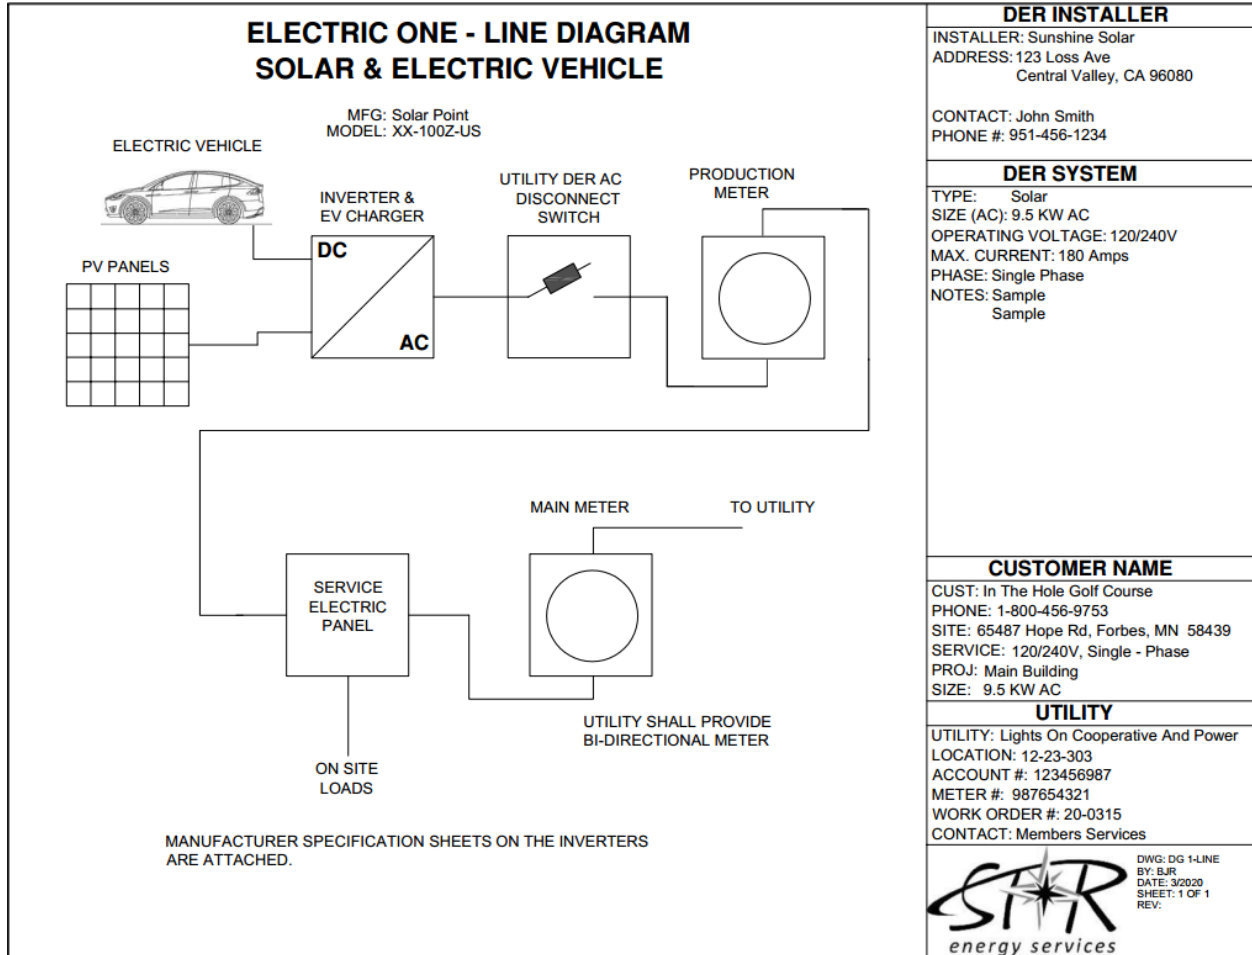 ELECTRIC ONE - LINE DIAGRAM
SOLAR & ELECTRIC VEHICLE
MFG: Solar Point
MODEL: XX-100Z-US
ELECTRIC VEHICLE
INVERTER &
EV CHARGER
UTILITY DER AC
DISCONNECT
SWITCH
PRODUCTION
METER
DC
AC
PV PANELS
MAIN METER
TO UTILITY
SERVICE
ELECTRIC
PANEL
UTILITY SHALL PROVIDE
BI-DIRECTIONAL METER
ON SITE
LOADS
MANUFACTURER SPECIFICATION SHEETS ON THE INVERTERS
ARE ATTACHED.
DER INSTALLER
INSTALLER: Sunshine Solar
ADDRESS: 123 Loss Ave
Central Valley, CA 96080
CONTACT: John Smith
PHONE #: 951-456-1234
DER SYSTEM
TYPE: Solar
SIZE (AC): 9.5 KW AC
OPERATING VOLTAGE: 120/240V
MAX. CURRENT: 180 Amps
PHASE: Single Phase
NOTES: Sample
Sample
CUSTOMER NAME
CUST: In The Hole Golf Course
PHONE: 1-800-456-9753
SITE: 65487 Hope Rd, Forbes, MN 58439
SERVICE: 120/240V, Single - Phase
PROJ: Main Building
SIZE: 9.5 KW AC
UTILITY
UTILITY: Lights On Cooperative And Power
LOCATION: 12-23-303
ACCOUNT #: 123456987
METER #: 987654321
WORK ORDER #: 20-0315
CONTACT: Members Services
STAR
energy services
DWG: DG 1-LINE
BY: BJR
DATE: 3/2020
SHEET: 1 OF 1
REV: